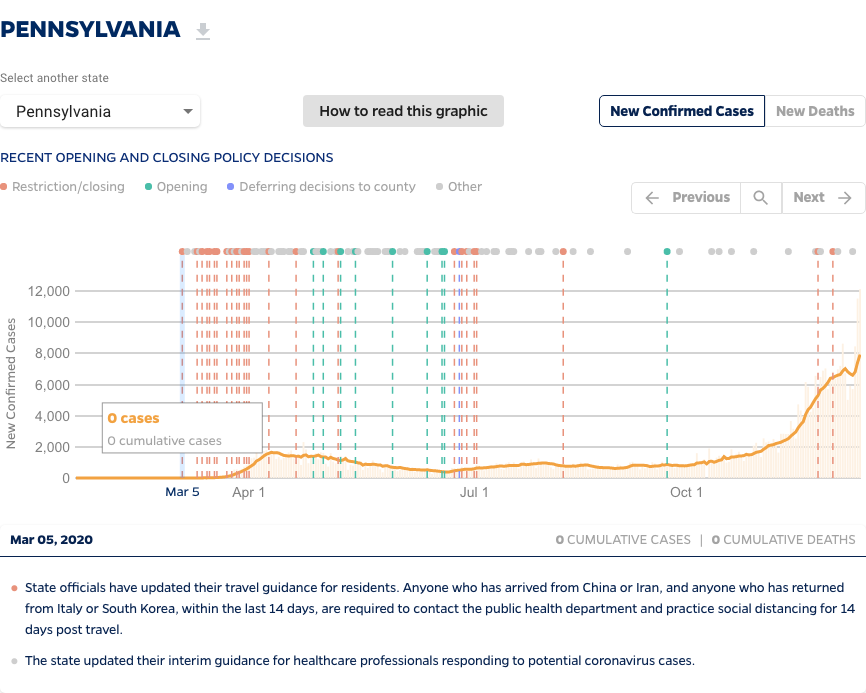 PENNSYLVANIA
Select another state
Pennsylvania
How to read this graphic
New Confirmed Cases
New Deaths
RECENT OPENING AND CLOSING POLICY DECISIONS
Restriction/closing
Opening
Deferring decisions to county
Other
Previous
Next
New Confirmed Cases
12,000
10,000
8,000
6,000
4,000
2,000
0
0 cases
0 cumulative cases
Mar 5
Apr 1
Jul 1
Oct 1
Mar 05, 2020
0 CUMULATIVE CASES | 0 CUMULATIVE DEATHS
State officials have updated their travel guidance for residents. Anyone who has arrived from China or Iran, and anyone who has returned
from Italy or South Korea, within the last 14 days, are required to contact the public health department and practice social distancing for 14
days post travel.
The state updated their interim guidance for healthcare professionals responding to potential coronavirus cases.